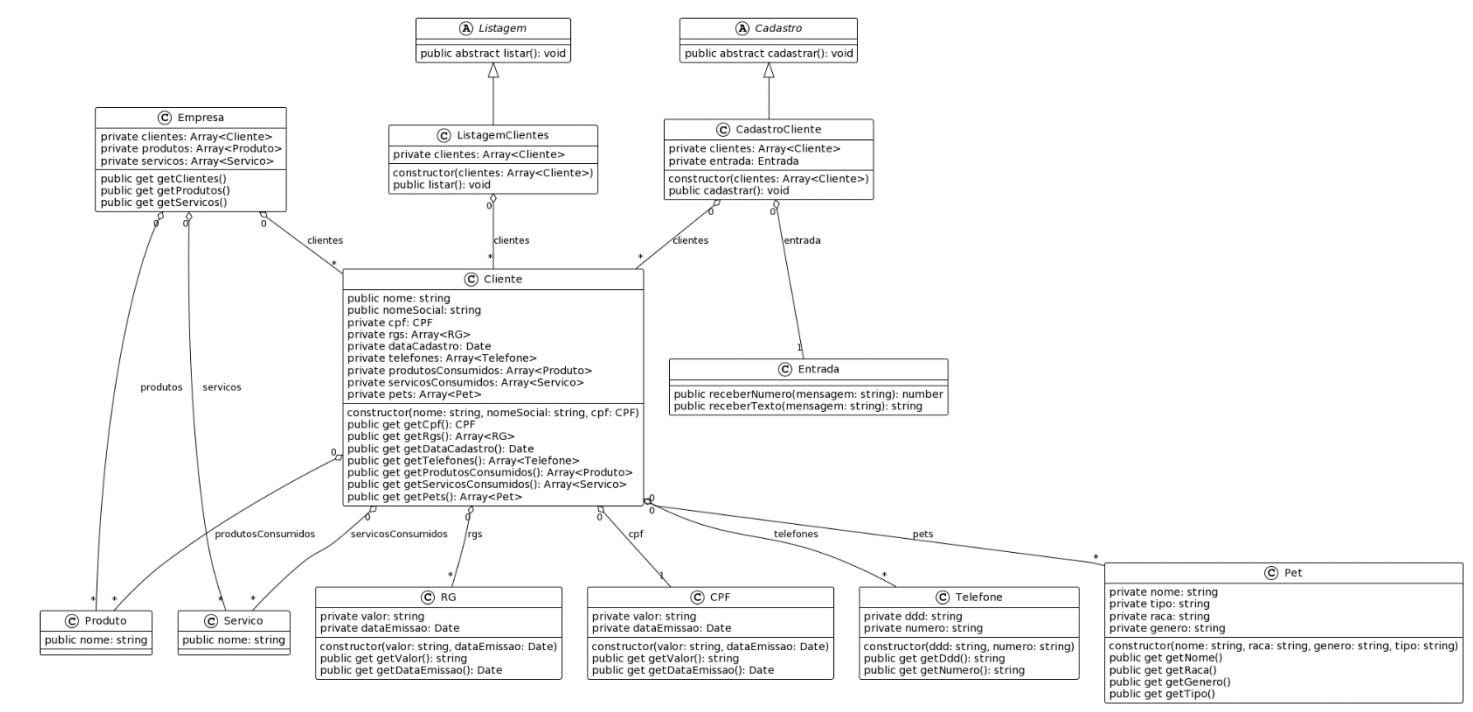 A Listagem
public abstract listar(): void
A Cadastro
public abstract cadastrar(): void
C Empresa
private clientes: Array<Cliente>
private produtos: Array<Produto>
private servicos: Array<Servico>
public get getClientes()
public get getProdutos()
public get getServicos()
C ListagemClientes
private clientes: Array<Cliente>
constructor(clientes: Array<Cliente>)
public listar(): void
C CadastroCliente
private clientes: Array<Cliente>
private entrada: Entrada
constructor(clientes: Array<Cliente>)
public cadastrar(): void
0
0
0
0
0
0
clientes
clientes
clientes
entrada
*
*
*
C Cliente
public nome: string
public nomeSocial: string
private cpf: CPF
private rgs: Array<RG>
private dataCadastro: Date
private telefones: Array<Telefone>
private produtosConsumidos: Array<Produto>
private servicosConsumidos: Array<Servico>
private pets: Array<Pet>
constructor(nome: string, nomeSocial: string, cpf: CPF)
public get getCpf(): CPF
public get getRgs(): Array<RG>
public get getDataCadastro(): Date
public get getTelefones(): Array<Telefone>
public get getProdutosConsumidos(): Array<Produto>
public get getServicosConsumidos(): Array<Servico>
public get getPets(): Array<Pet>
1
C Entrada
public receberNumero(mensagem: string): number
public receberTexto(mensagem: string): string
produtos
servicos
0
0
0
0
0
0
produtosConsumidos
servicosConsumidos
rgs
cpf
telefones
pets
*
*
*
*
*
1
*
*
C Produto
public nome: string
C Servico
public nome: string
C RG
private valor: string
private dataEmissao: Date
constructor(valor: string, dataEmissao: Date)
public get getValor(): string
public get getDataEmissao(): Date
C CPF
private valor: string
private dataEmissao: Date
constructor(valor: string, dataEmissao: Date)
public get getValor(): string
public get getDataEmissao(): Date
C Telefone
private ddd: string
private numero: string
constructor(ddd: string, numero: string)
public get getDdd(): string
public get getNumero(): string
C Pet
private nome: string
private tipo: string
private raca: string
private genero: string
constructor(nome: string, raca: string, genero: string, tipo: string)
public get getNome()
public get getRaca()
public get getGenero()
public get getTipo()